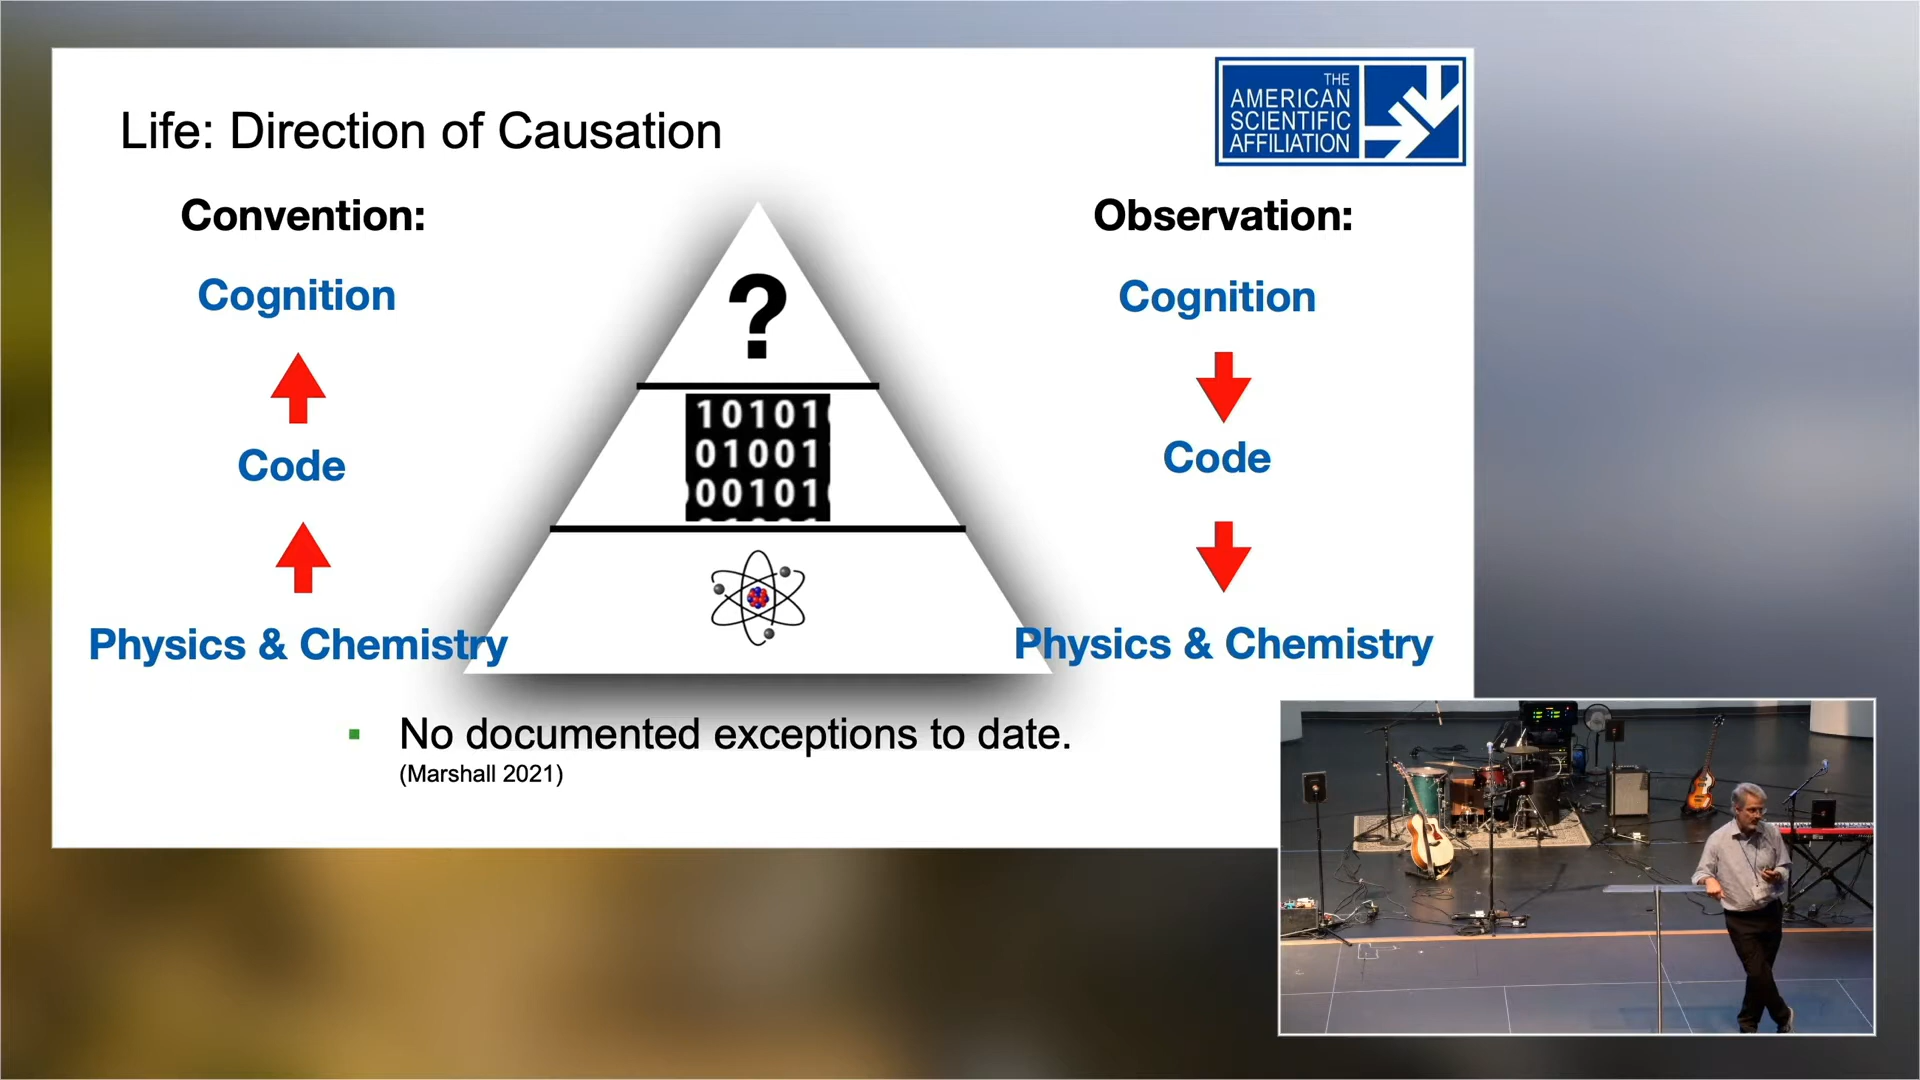 Life: Direction of Causation
THE
AMERICAN
SCIENTIFIC
AFFILIATION
Convention:
Cognition
Code
Physics & Chemistry
?
10101
01001
00101
Observation:
Cognition
Code
Physics & Chemistry
No documented exceptions to date.
(Marshall 2021)